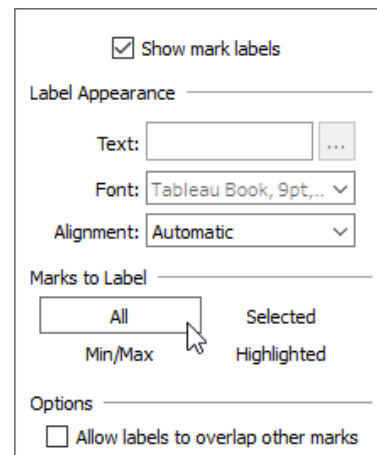 Show mark labels
Label Appearance
Text: ...
Font: Tableau Book, 9pt,..
Alignment: Automatic
Marks to Label
All Selected
Min/Max Highlighted
Options
Allow labels to overlap other marks